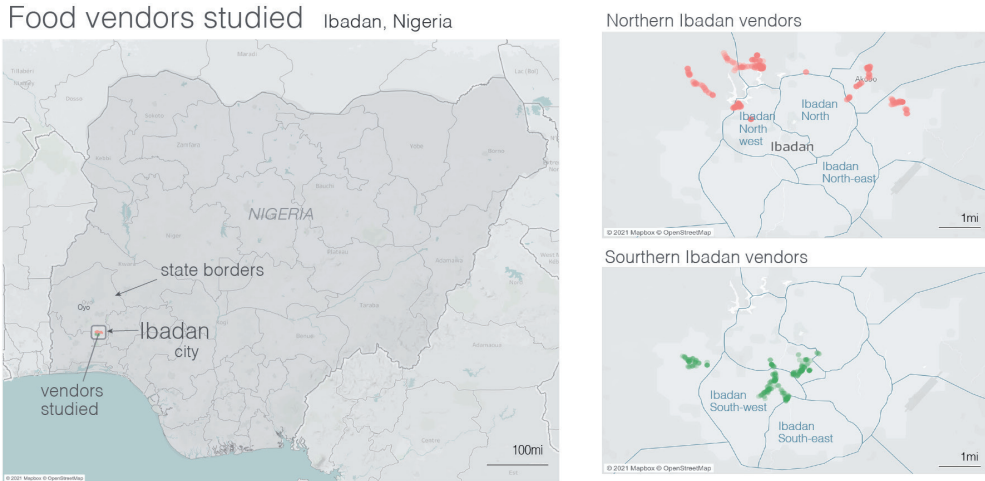 Food vendors studied Ibadan, Nigeria
NIGERIA
state borders
Oyo
Ibadan
city
vendors
studied
100mi
© 2021 Mapbox © OpenStreetMap
Northern Ibadan vendors
Ibadan
North
Ibadan
North
west
Ibadan
Ibadan
North-east
1mi
© 2021 Mapbox © OpenStreetMap
Sourthern Ibadan vendors
Ibadan
South-west
Ibadan
South-east
1mi
© 2021 Mapbox © OpenStreetMap